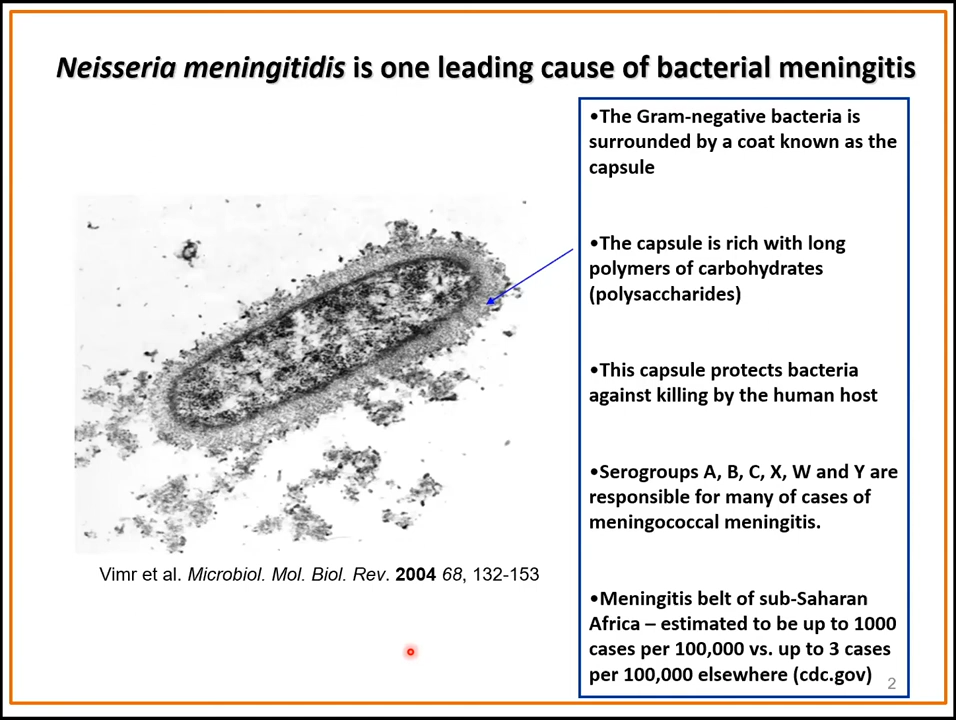 Neisseria meningitidis is one leading cause of bacterial meningitis
•The Gram-negative bacteria is
surrounded by a coat known as the
capsule
•The capsule is rich with long
polymers of carbohydrates
(polysaccharides)
•This capsule protects bacteria
against killing by the human host
•Serogroups A, B, C, X, W and Y are
responsible for many of cases of
meningococcal meningitis.
•Meningitis belt of sub-Saharan
Africa – estimated to be up to 1000
cases per 100,000 vs. up to 3 cases
per 100,000 elsewhere (cdc.gov)
Vimr et al. Microbiol. Mol. Biol. Rev. 2004 68, 132-153
2